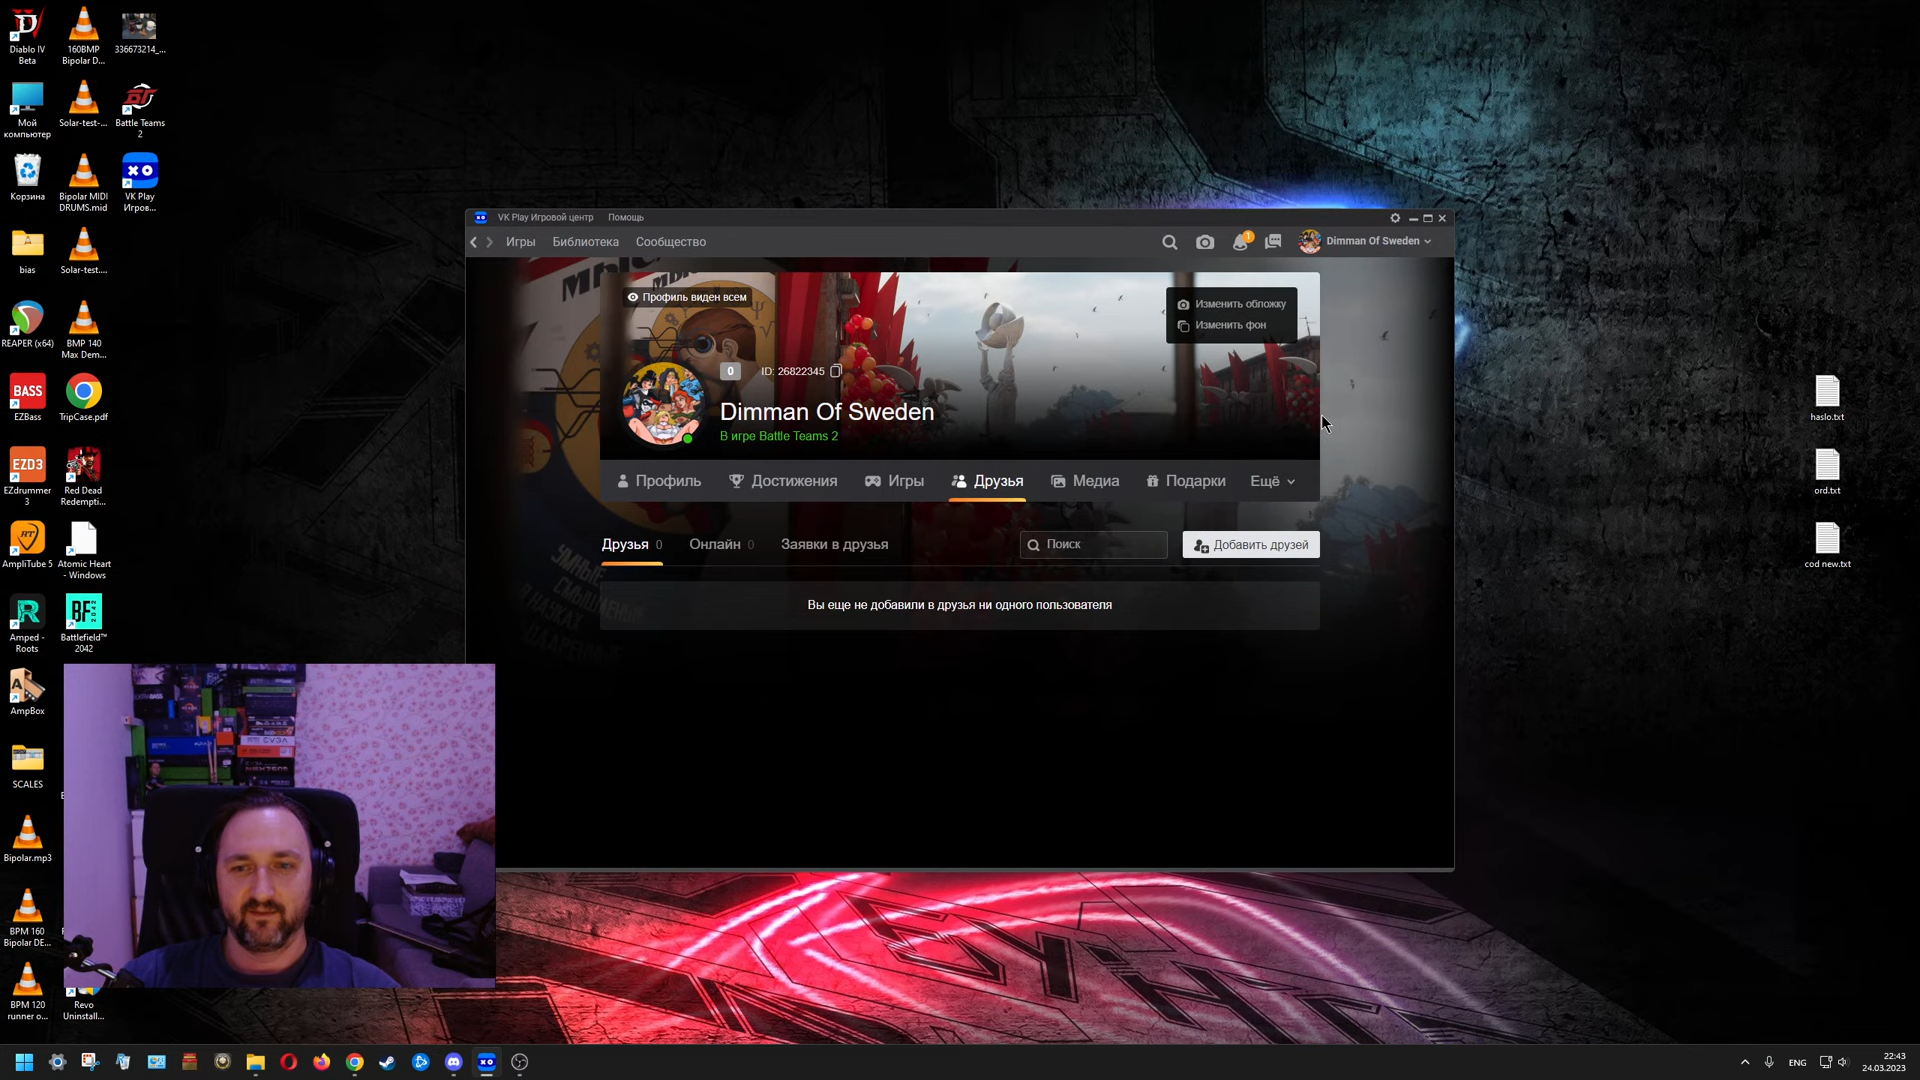 Diablo IV
Beta
160BMP
Bipolar D...
336673214_...
Мой
компьютер
Solar-test-...
Battle Teams
2
Корзина
Bipolar MIDI
DRUMS.mid
VK Play
Игров...
bias
Solar-test....
REAPER (x64)
BMP 140
Max Dem...
BASS
EZBass
TripCase.pdf
EZD3
EZdrummer
3
Red Dead
Redempti...
AmpliTube 5
Atomic Heart
- Windows
Amped -
Roots
BF
2042
Battlefield™
2042
AmpBox
SCALES
Bipolar.mp3
BPM 160
Bipolar DE...
BPM 120
runner o...
Revo
Uninstall...
VK Play Игровой центр Помощь
Игры Библиотека Сообщество
1
Dimman Of Sweden
Профиль виден всем
Изменить обложку
Изменить фон
0 ID: 26822345
Dimman Of Sweden
В игре Battle Teams 2
Профиль Достижения Игры Друзья Медиа Подарки Ещё
Друзья 0 Онлайн 0 Заявки в друзья Поиск Добавить друзей
Вы еще не добавили в друзья ни одного пользователя
haslo.txt
ord.txt
cod new.txt
ENG
22:43
24.03.2023